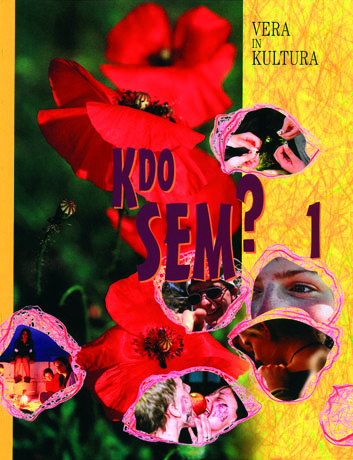 VERA
IN
KULTURA
KDO
SEM?
1